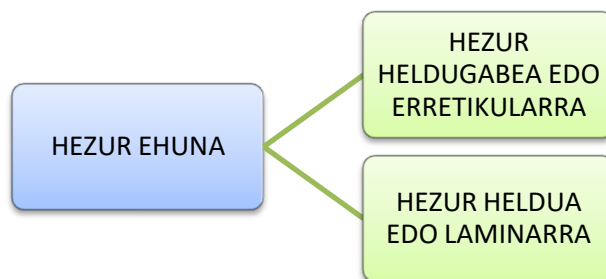 HEZUR EHUNA
HEZUR
HELDUGABEA EDO
ERRETIKULARRA
HEZUR HELDUA
EDO LAMINARRA